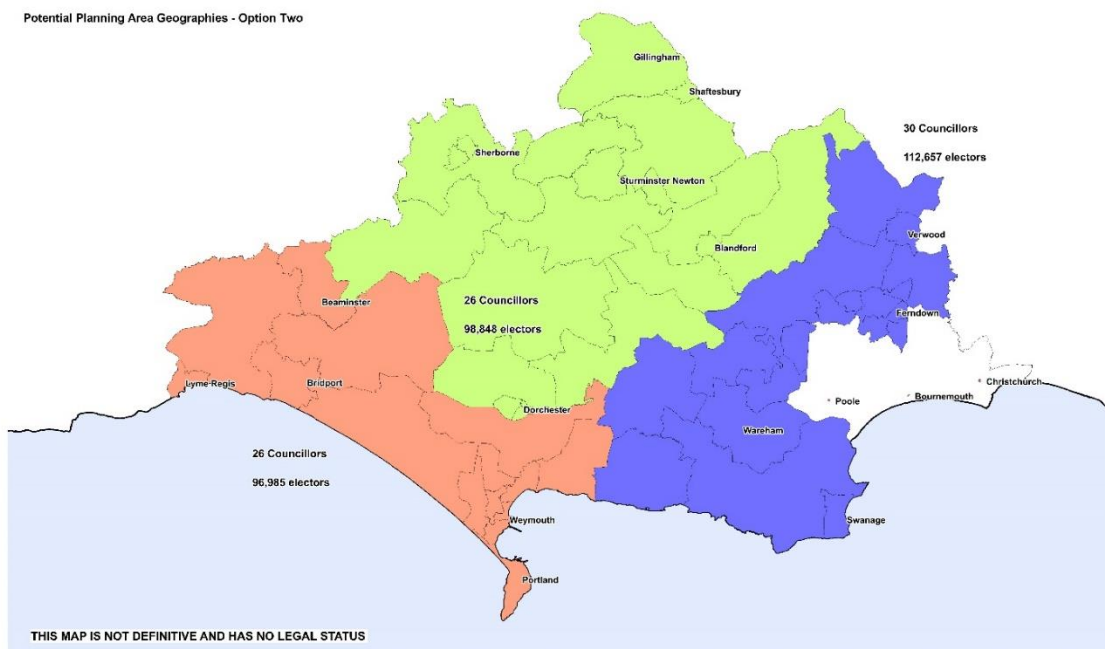 Potential Planning Area Geographies - Option Two
Gillingham
Shaftesbury
30 Councillors
112,657 electors
Sherborne
Sturminster Newton
Verwood
Blandford
26 Councillors
98,848 electors
Beaminster
Ferndown
Lyme Regis
Bridport
Christchurch
Bournemouth
Poole
Dorchester
Wareham
26 Councillors
96,985 electors
Weymouth
Swanage
Portland
THIS MAP IS NOT DEFINITIVE AND HAS NO LEGAL STATUS